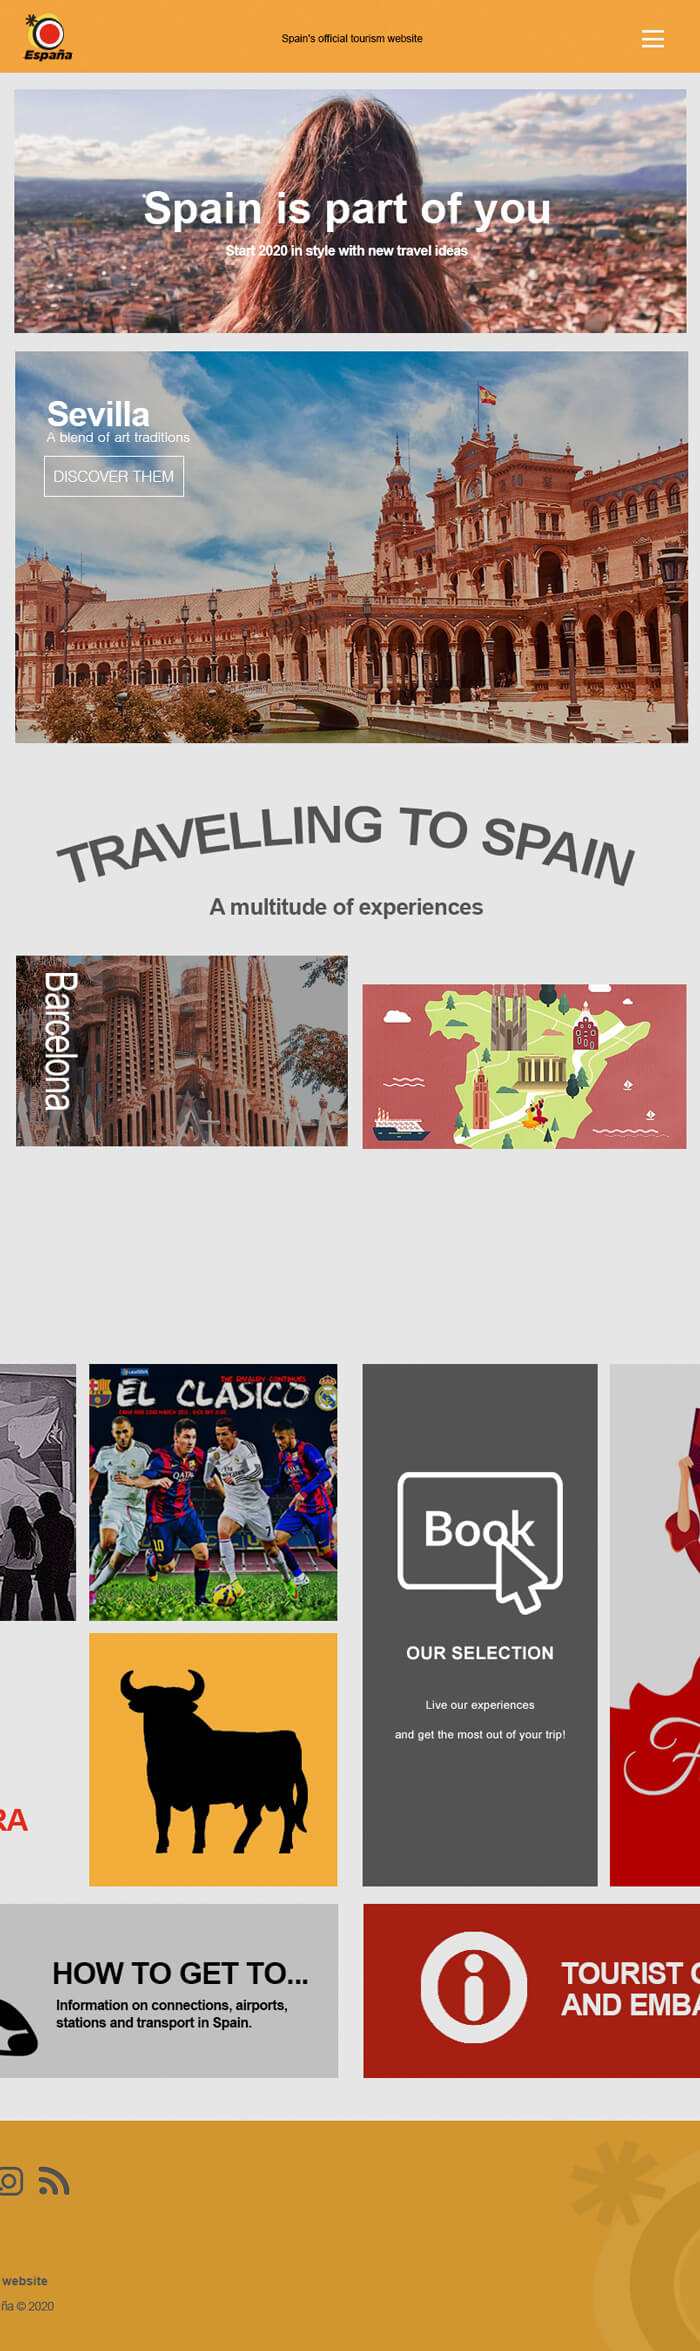 España
Spain's official tourism website
Spain is part of you
Start 2020 in style with new travel ideas
Sevilla
A blend of art traditions
DISCOVER THEM
TRAVELLING TO SPAIN
A multitude of experiences
Barcelona
THE RIVALRY CONTINUES
EL CLASICO
Book
OUR SELECTION
Live our experiences
and get the most out of your trip!
RA
HOW TO GET TO...
Information on connections, airports,
stations and transport in Spain.
TOURIST
AND EMBA
website
ña © 2020